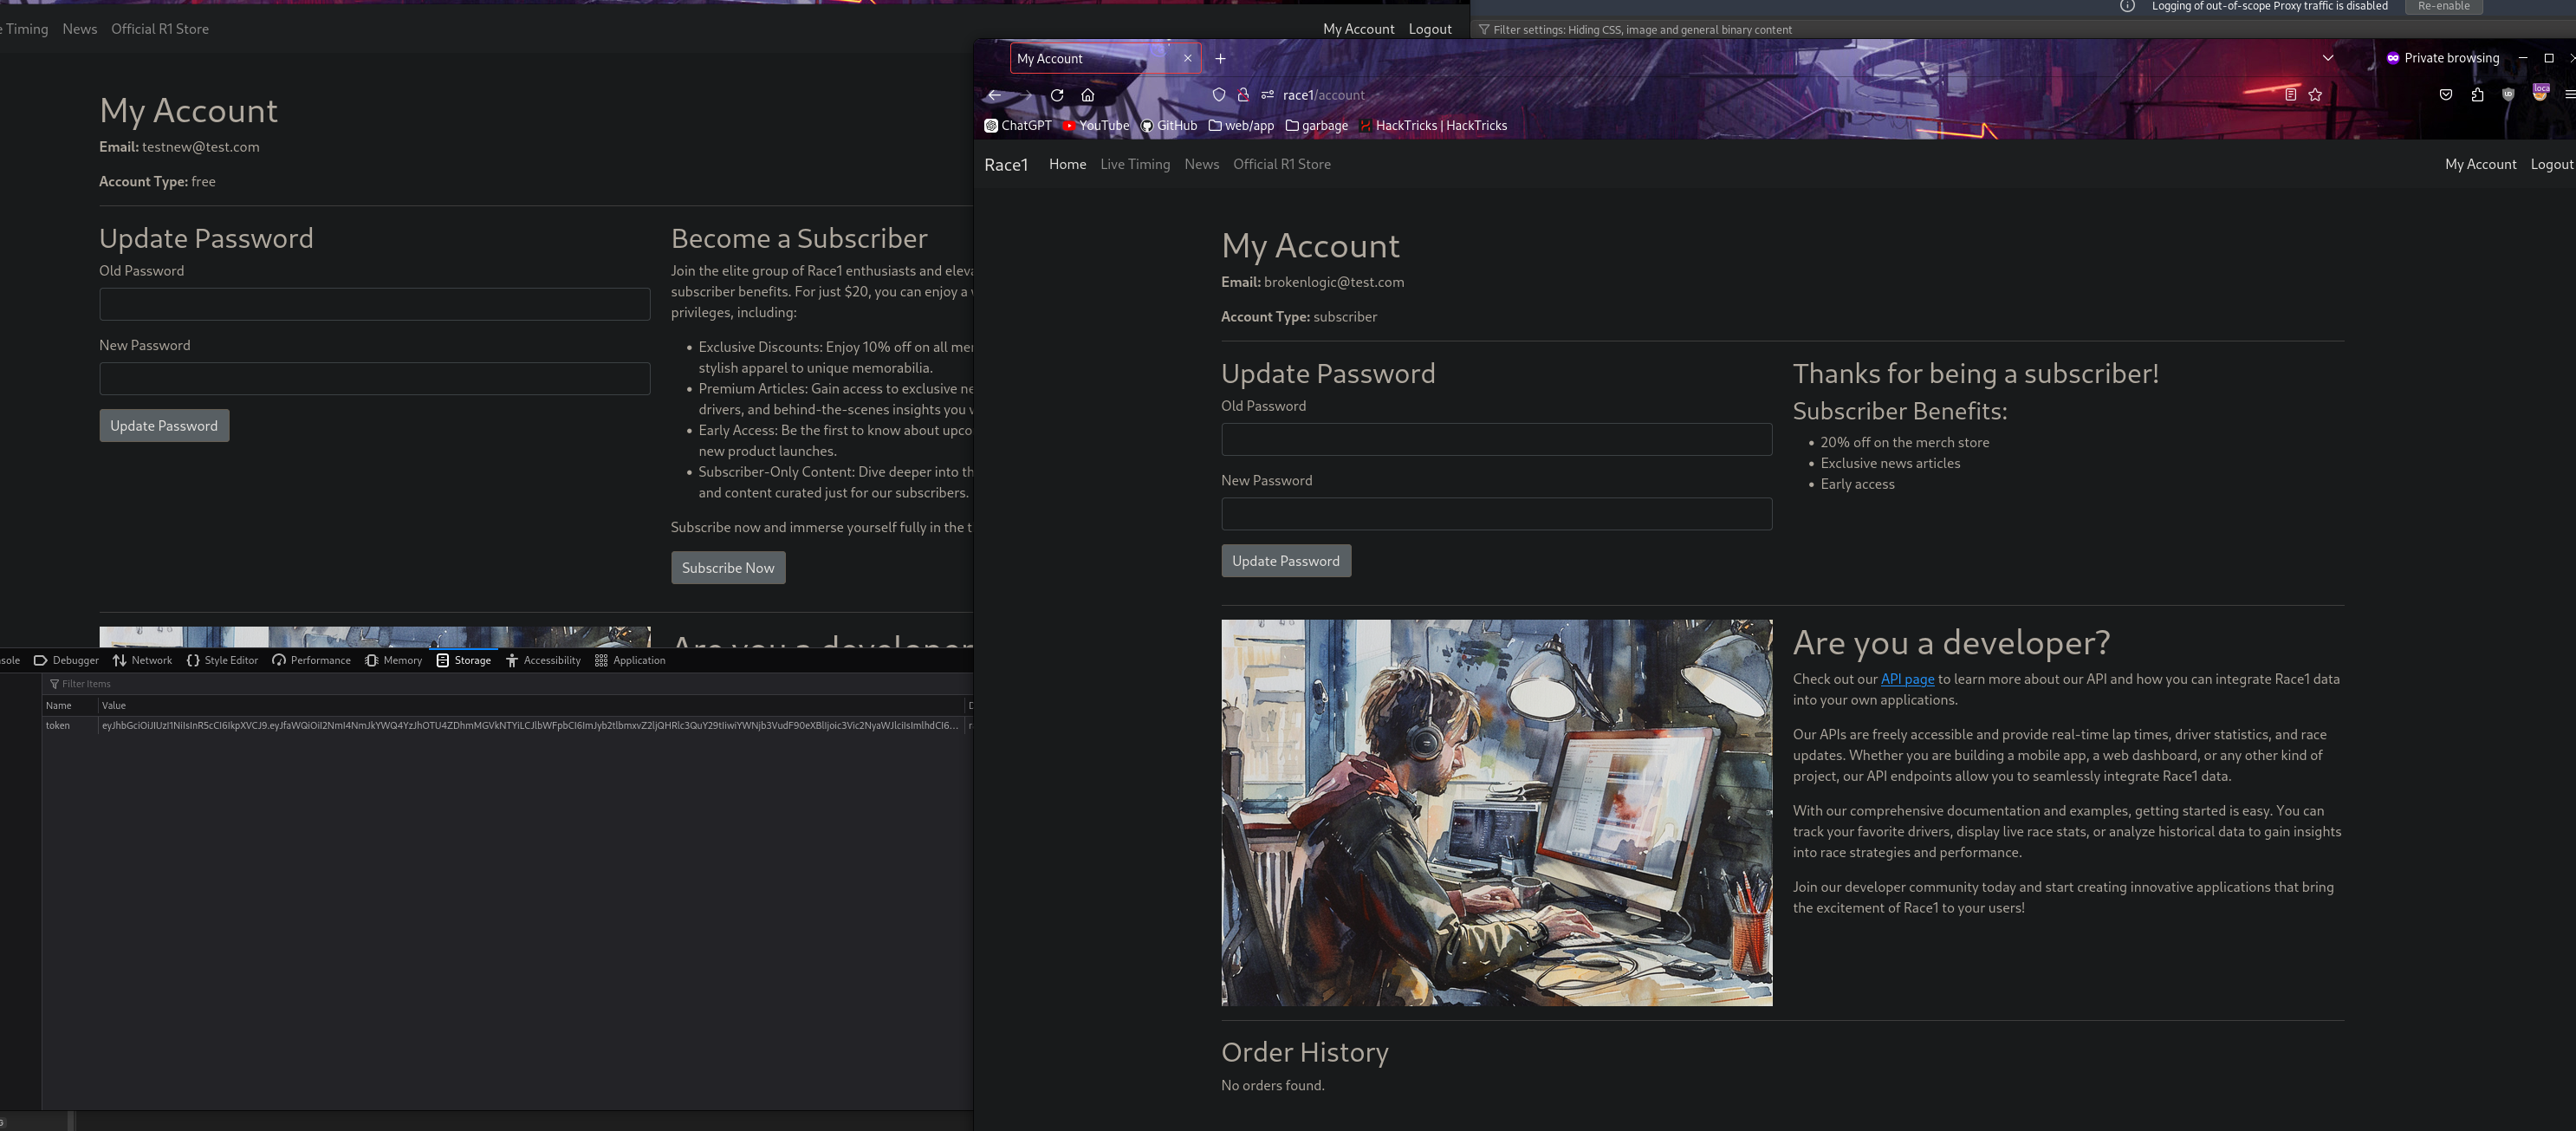 Timing News Official R1 Store My Account Logout
Logging of out-of-scope Proxy traffic is disabled Re-enable
Filter settings: Hiding CSS, image and general binary content
My Account
Email: testnew@test.com
Account Type: free
Update Password
Old Password
New Password
Update Password
Become a Subscriber
Join the elite group of Race1 enthusiasts and
subscriber benefits. For just $20, you can enjoy a
privileges, including:
• Exclusive Discounts: Enjoy 10% off on all
stylish apparel to unique memorabilia.
• Premium Articles: Gain access to exclusive
drivers, and behind-the-scenes insights you
• Early Access: Be the first to know about
new product launches.
• Subscriber-Only Content: Dive deeper into
and content curated just for our subscribers.
Subscribe now and immerse yourself fully in the
Subscribe Now
Are you a developer
Debugger Network Style Editor Performance Memory Storage Accessibility Application
Filter Items
Name Value
token
My Account
Private browsing
race1/account
ChatGPT YouTube GitHub web/app garbage HackTricks | HackTricks
Race1 Home Live Timing News Official R1 Store My Account Logout
My Account
Email: brokenlogic@test.com
Account Type: subscriber
Update Password
Old Password
New Password
Update Password
Thanks for being a subscriber!
Subscriber Benefits:
• 20% off on the merch store
• Exclusive news articles
• Early access
Are you a developer?
Check out our API page to learn more about our API and how you can integrate Race1 data
into your own applications.
Our APIs are freely accessible and provide real-time lap times, driver statistics, and race
updates. Whether you are building a mobile app, a web dashboard, or any other kind of
project, our API endpoints allow you to seamlessly integrate Race1 data.
With our comprehensive documentation and examples, getting started is easy. You can
track your favorite drivers, display live race stats, or analyze historical data to gain insights
into race strategies and performance.
Join our developer community today and start creating innovative applications that bring
the excitement of Race1 to your users!
Order History
No orders found.